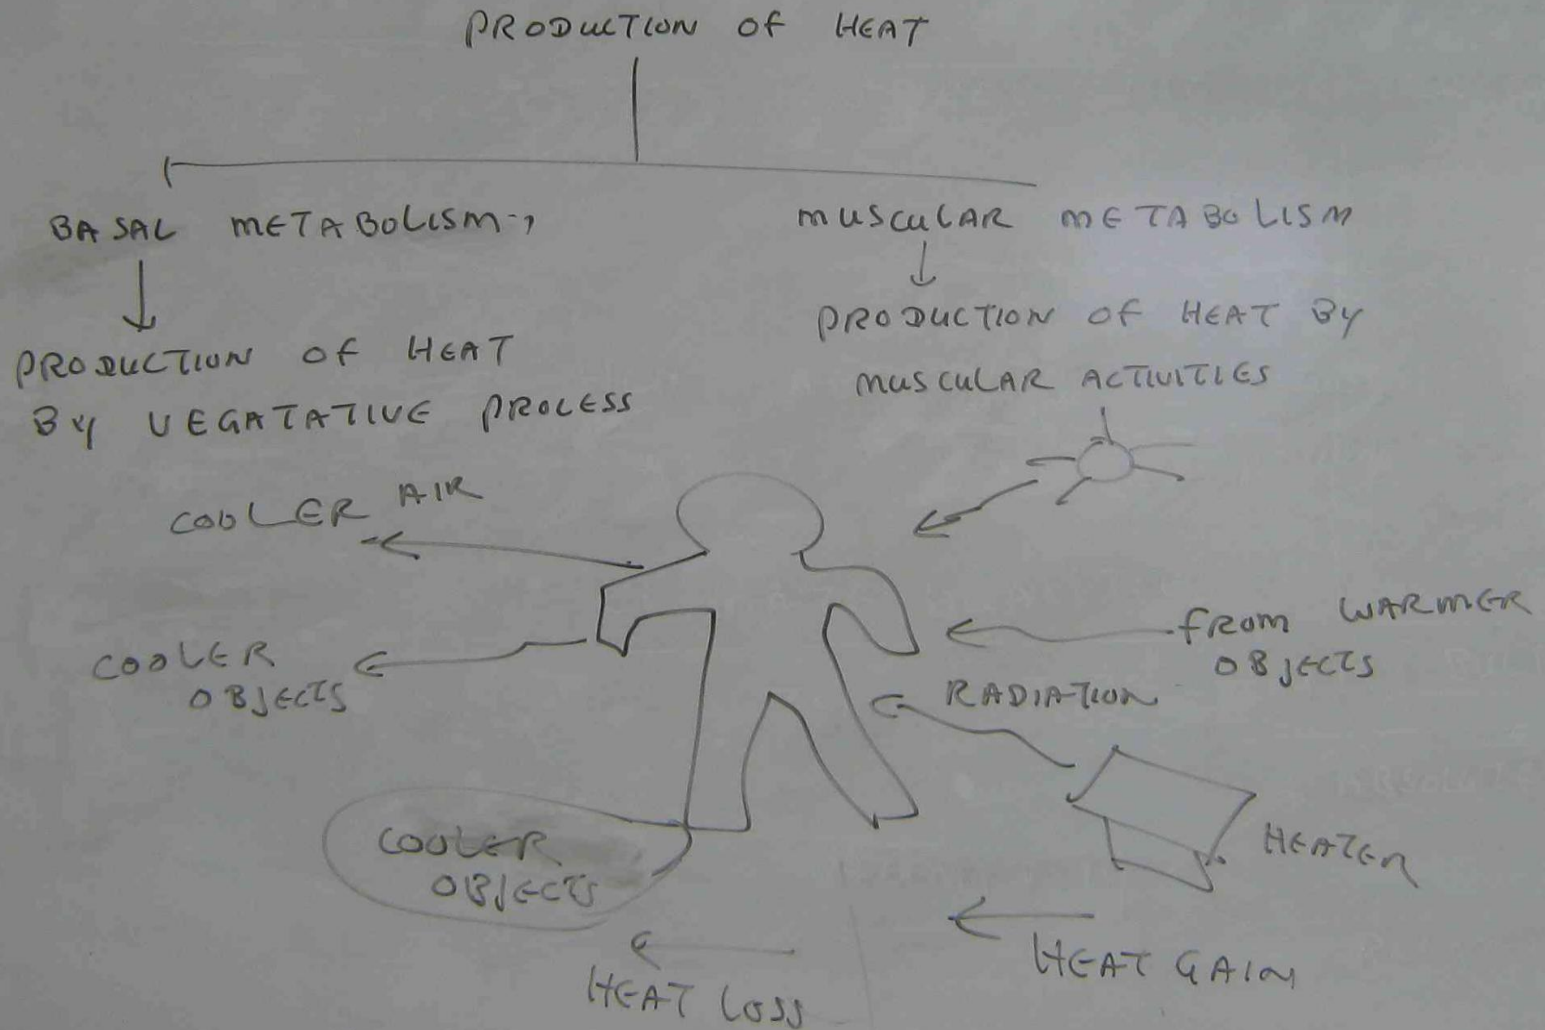 PRODUCTION OF HEAT
BASAL METABOLISM
MUSCULAR METABOLISM
PRODUCTION OF HEAT
BY VEGATATIVE PROCESS
PRODUCTION OF HEAT BY
MUSCULAR ACTIVITIES
COOLER AIR
COOLER
OBJECTS
FROM WARMER
OBJECTS
RADIATION
COOLER
OBJECTS
HEATER
HEAT LOSS
HEAT GAIN